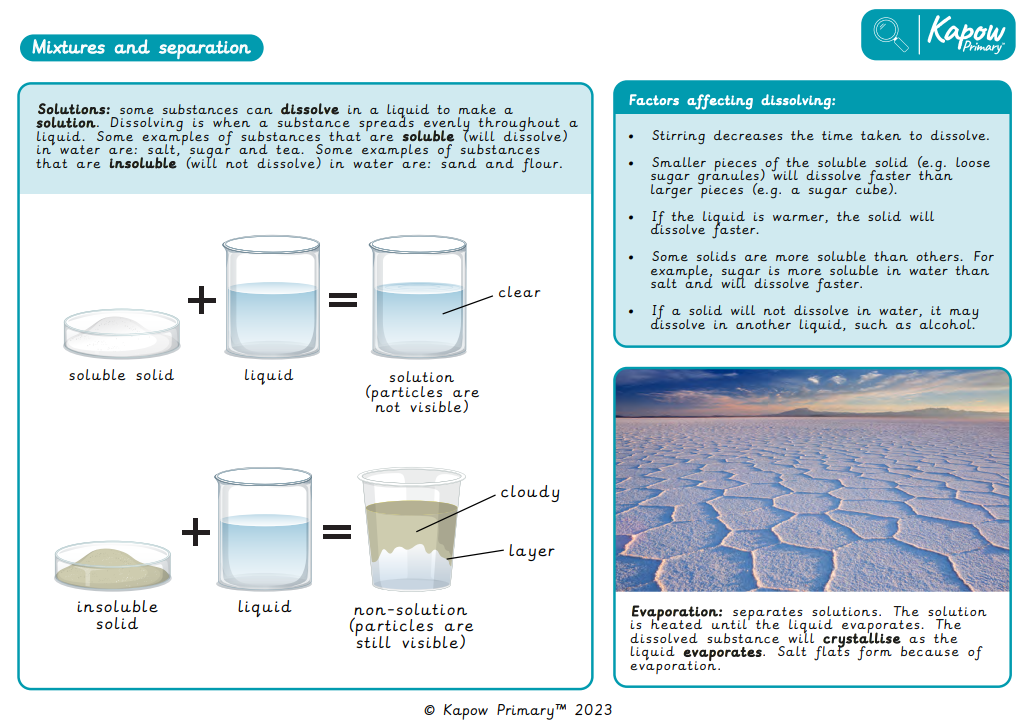 Mixtures and separation
Kapow
Primary™
Solutions: some substances can dissolve in a liquid to make a
solution. Dissolving is when a substance spreads evenly throughout a
liquid. Some examples of substances that are soluble (will dissolve)
in water are: salt, sugar and tea. Some examples of substances
that are insoluble (will not dissolve) in water are: sand and flour.
+
=
clear
soluble solid
liquid
solution
(particles are
not visible)
+
=
cloudy
layer
insoluble
solid
liquid
non-solution
(particles are
still visible)
Factors affecting dissolving:
• Stirring decreases the time taken to dissolve.
• Smaller pieces of the soluble solid (e.g. loose
sugar granules) will dissolve faster than
larger pieces (e.g. a sugar cube).
• If the liquid is warmer, the solid will
dissolve faster.
• Some solids are more soluble than others. For
example, sugar is more soluble in water than
salt and will dissolve faster.
• If a solid will not dissolve in water, it may
dissolve in another liquid, such as alcohol.
Evaporation: separates solutions. The solution
is heated until the liquid evaporates. The
dissolved substance will crystallise as the
liquid evaporates. Salt flats form because of
evaporation.
© Kapow Primary™ 2023